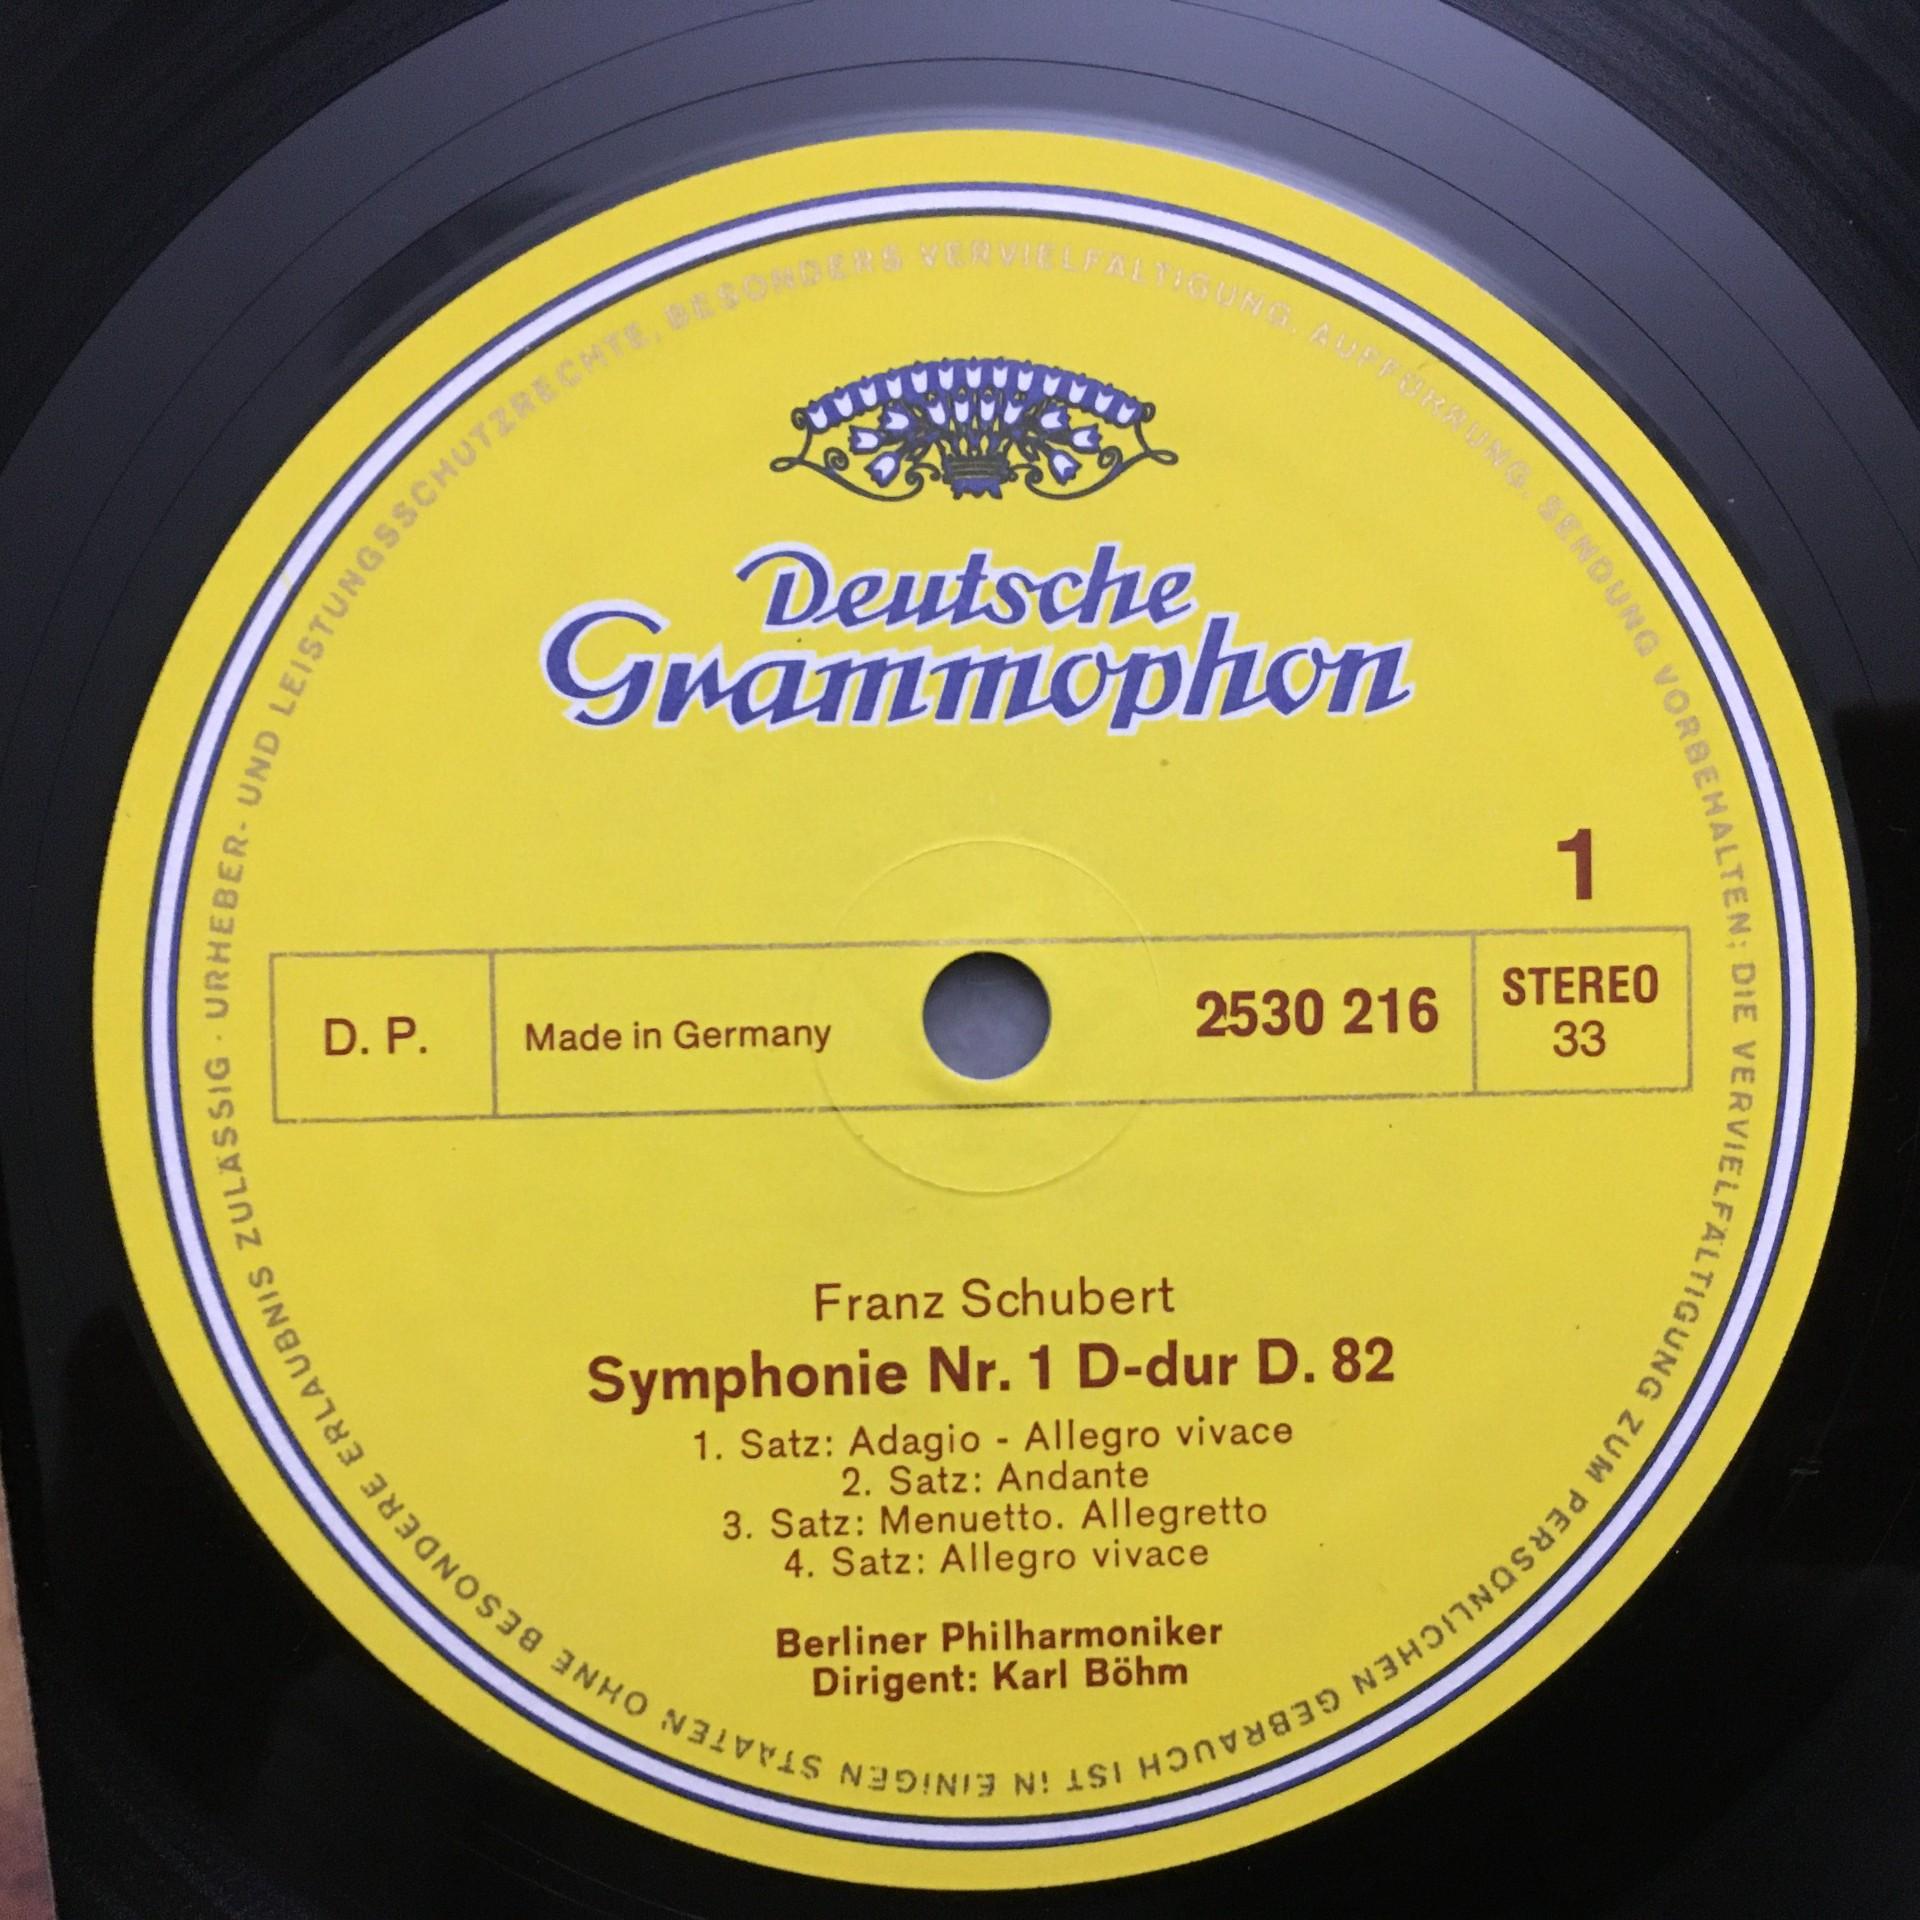 Deutsche
Grammophon
1
D. P.
Made in Germany
2530 216
STEREO
33
Franz Schubert
Symphonie Nr. 1 D-dur D. 82
1. Satz: Adagio - Allegro vivace
2. Satz: Andante
3. Satz: Menuetto. Allegretto
4. Satz: Allegro vivace
Berliner Philharmoniker
Dirigent: Karl Böhm
URHEBER- UND LEISTUNGSSCHUTZRECHTE, BESONDERS VERVIELFÄLTIGUNG, AUFFÜHRUNG, SENDUNG VORBEHALTEN; DIE VERVIELFÄLTIGUNG ZUM PERSÖNLICHEN GEBRAUCH IST IN EINIGEN STAATEN OHNE BESONDERE ERLAUBNIS ZULÄSSIG ·